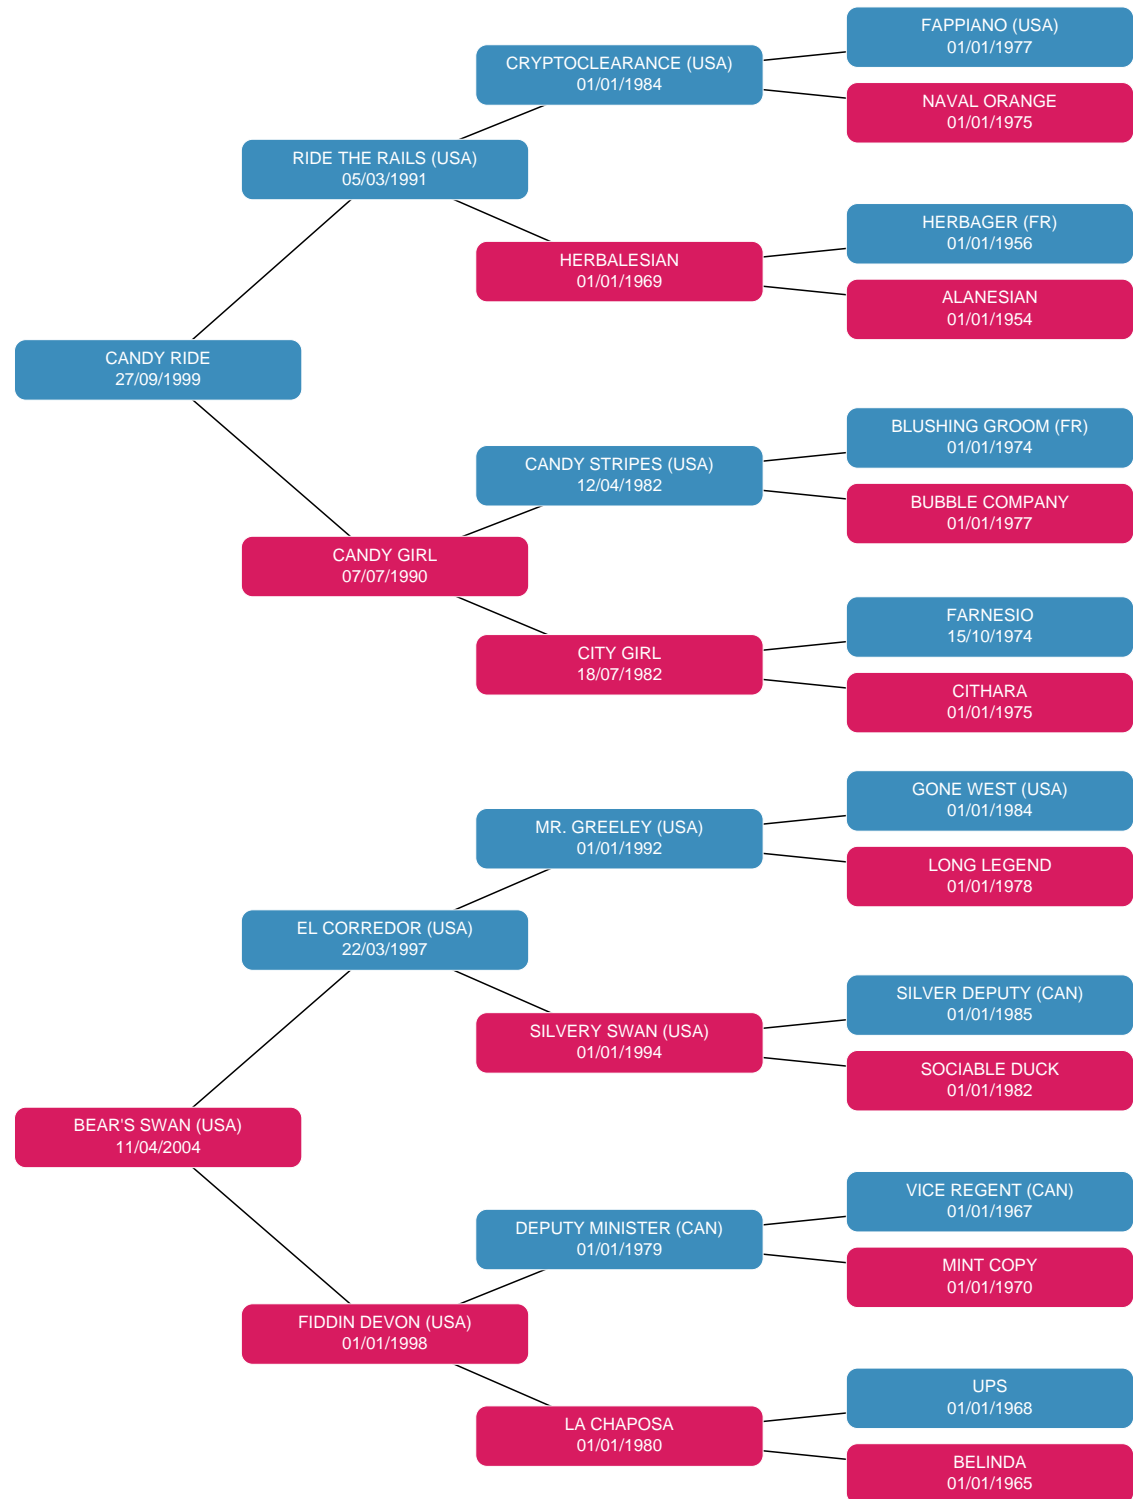 FAPPIANO (USA)
01/01/1977
CRYPTOCLEARANCE (USA)
01/01/1984
NAVAL ORANGE
01/01/1975
RIDE THE RAILS (USA)
05/03/1991
HERBAGER (FR)
01/01/1956
HERBALESIAN
01/01/1969
ALANESIAN
01/01/1954
CANDY RIDE
27/09/1999
BLUSHING GROOM (FR)
01/01/1974
CANDY STRIPES (USA)
12/04/1982
BUBBLE COMPANY
01/01/1977
CANDY GIRL
07/07/1990
FARNESIO
15/10/1974
CITY GIRL
18/07/1982
CITHARA
01/01/1975
GONE WEST (USA)
01/01/1984
MR. GREELEY (USA)
01/01/1992
LONG LEGEND
01/01/1978
EL CORREDOR (USA)
22/03/1997
SILVER DEPUTY (CAN)
01/01/1985
SILVERY SWAN (USA)
01/01/1994
SOCIABLE DUCK
01/01/1982
BEAR'S SWAN (USA)
11/04/2004
VICE REGENT (CAN)
01/01/1967
DEPUTY MINISTER (CAN)
01/01/1979
MINT COPY
01/01/1970
FIDDIN DEVON (USA)
01/01/1998
UPS
01/01/1968
LA CHAPOSA
01/01/1980
BELINDA
01/01/1965